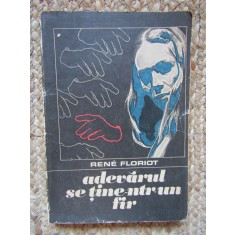 RENÉ FLORIOT
adevărul
se ține-ntr un
fir